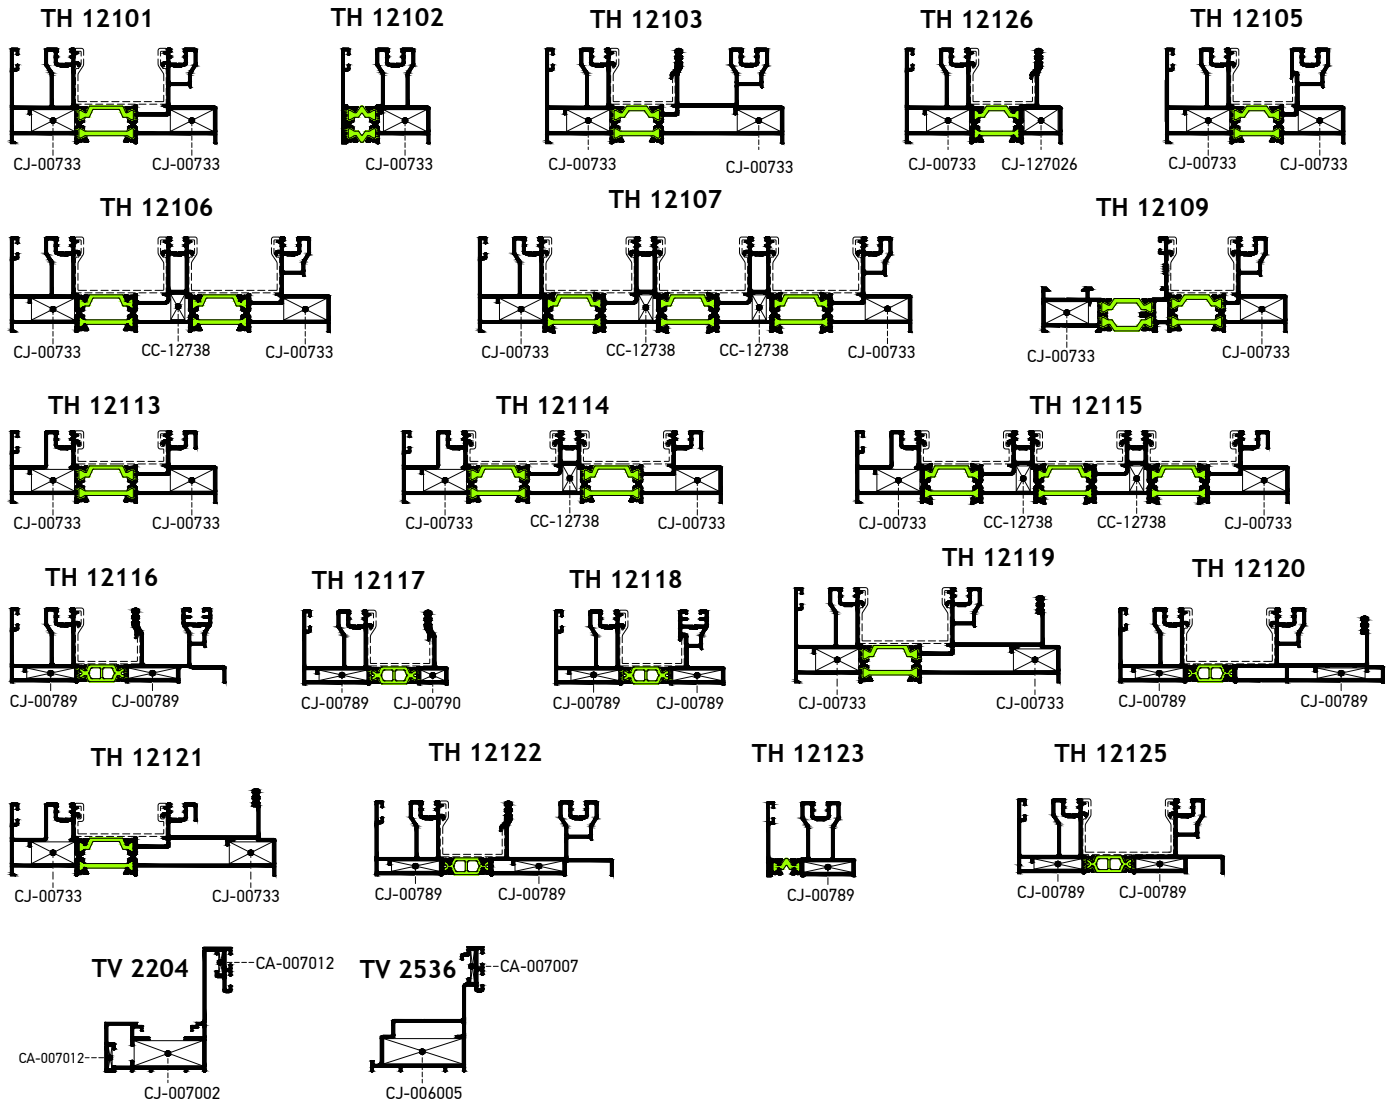 TH 12101
TH 12102
TH 12103
TH 12126
TH 12105
CJ-00733
CJ-00733
CJ-00733
CJ-00733
CJ-00733
CJ-00733
CJ-127026
CJ-00733
CJ-00733
TH 12106
TH 12107
TH 12109
CJ-00733
CC-12738
CJ-00733
CJ-00733
CC-12738
CC-12738
CJ-00733
CJ-00733
CJ-00733
TH 12113
TH 12114
TH 12115
CJ-00733
CJ-00733
CJ-00733
CC-12738
CJ-00733
CJ-00733
CC-12738
CC-12738
CJ-00733
TH 12116
TH 12117
TH 12118
TH 12119
TH 12120
CJ-00789
CJ-00789
CJ-00789
CJ-00790
CJ-00789
CJ-00789
CJ-00733
CJ-00733
CJ-00789
CJ-00789
TH 12121
TH 12122
TH 12123
TH 12125
CJ-00733
CJ-00733
CJ-00789
CJ-00789
CJ-00789
CJ-00789
CJ-00789
TV 2204
CA-007012
TV 2536
CA-007007
CA-007012
CJ-007002
CJ-006005